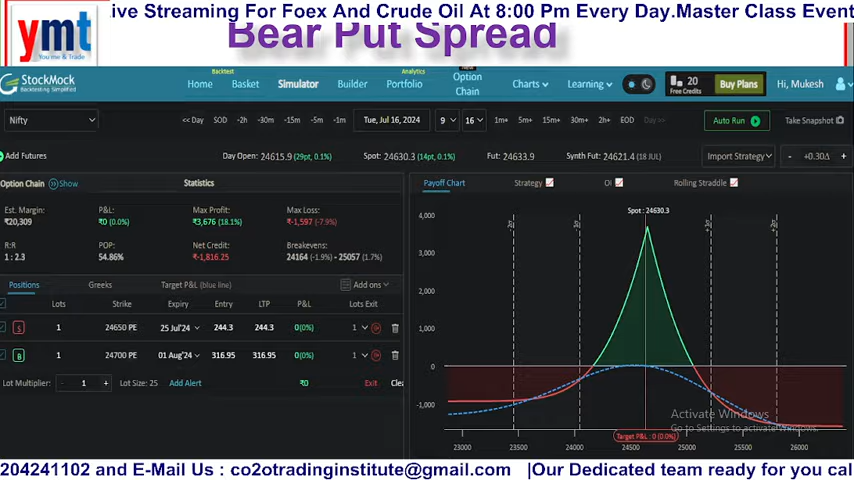 ive Streaming For Foex And Crude Oil At 8:00 Pm Every Day.Master Class Event
ymt
You me & Trade
Bear Put Spread
StockMock
Backtesting Simplified
Home
Backtest
Basket
Simulator
Builder
Analytics
Portfolio
New
Option Chain
Charts
Learning
20
Free Credits
Buy Plans
Hi, Mukesh
Nifty
<< Day SOD -2h -30m -15m -5m -1m
Tue, Jul 16, 2024
9
16
1m+ 5m+ 15m+ 30m+ 2h+ EOD Day >>
Auto Run
Take Snapshot
Add Futures
Day Open: 24615.9 (29pt, 0.1%)
Spot: 24630.3 (14pt, 0.1%)
Fut: 24633.9
Synth Fut: 24621.4 (18 JUL)
Import Strategy
- +0.30Δ +
Option Chain Show
Statistics
Est. Margin: P&L: Max Profit: Max Loss:
₹20,309 ₹0 (0.0%) ₹3,676 (18.1%) ₹-1,597 (-7.9%)
R:R POP: Net Credit: Breakevens:
1 : 2.3 54.86% ₹-1,816.25 24164 (-1.9%) - 25057 (1.7%)
Positions Greeks Target P&L (blue line) Add ons
Lots Strike Expiry Entry LTP P&L Lots Exit
S 1 24650 PE 25 Jul'24 244.3 244.3 0(0%) 1
B 1 24700 PE 01 Aug'24 316.95 316.95 0(0%) 1
Lot Multiplier: - 1 + Lot Size: 25 Add Alert ₹0 Exit Clea
Payoff Chart Strategy OI Rolling Straddle
Spot : 24630.3
4,000
3,000
2,000
1,000
0
-1,000
Activate Windows
Go to Settings to activate Windows.
Target P&L : 0 (0.0%)
23000 23500 24000 24500 25000 25500 26000
204241102 and E-Mail Us : co2otradinginstitute@gmail.com |Our Dedicated team ready for you cal